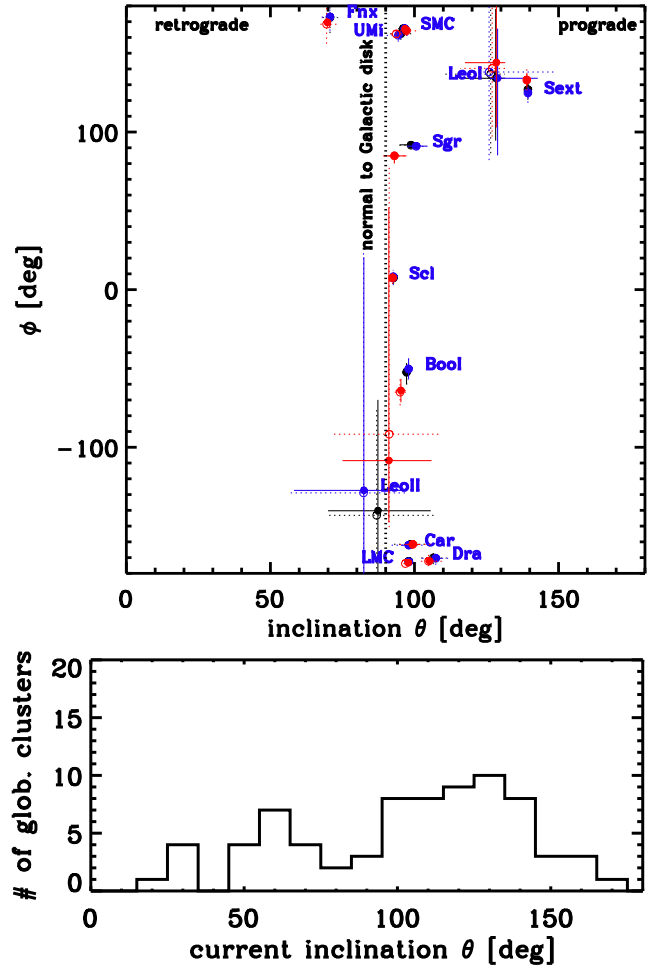 retrograde
prograde
Fnx
UMi
SMC
LeoI
Sext
Sgr
normal to Galactic disk
Scl
BooI
LeoII
Car
LMC
Dra
100
0
-100
ϕ [deg]
0
50
100
150
inclination θ [deg]
20
15
10
5
0
# of glob. clusters
0
50
100
150
current inclination θ [deg]